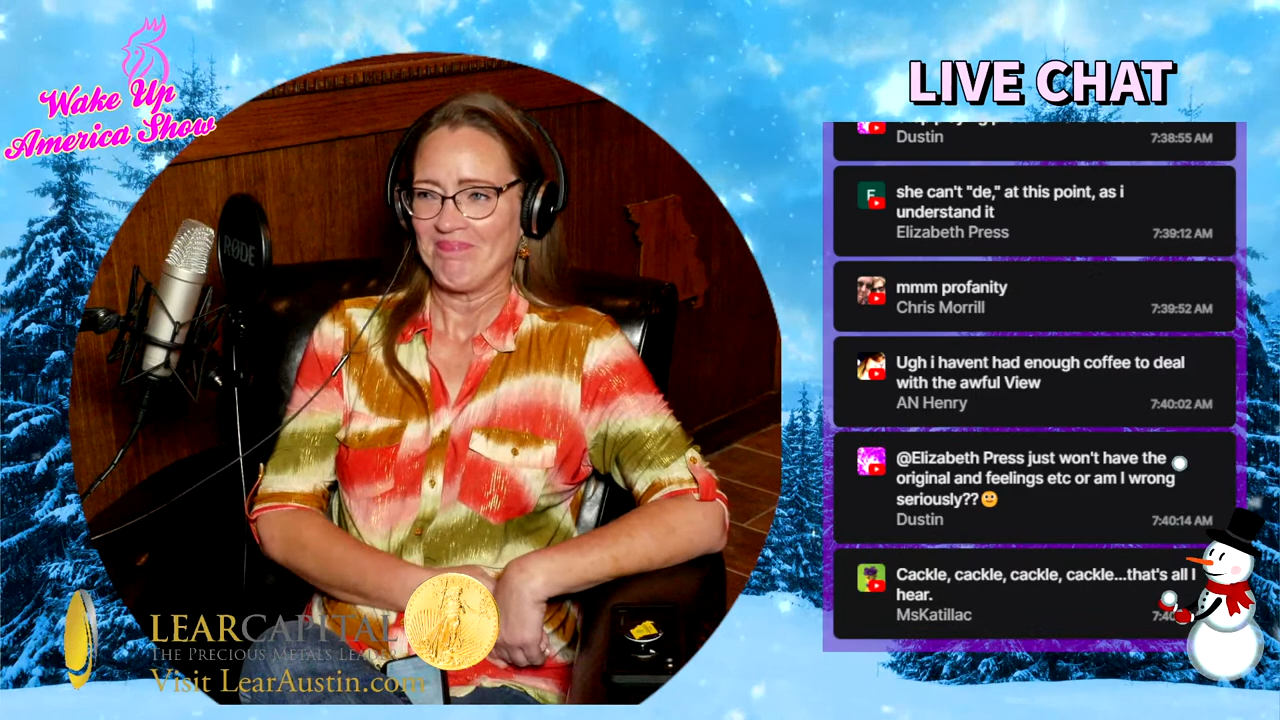 Wake Up
America Show
RØDE
LEARCAPITAL
THE PRECIOUS METALS LEADER
Visit LearAustin.com
LIVE CHAT
Dustin
7:38:55 AM
she can't "de," at this point, as i
understand it
Elizabeth Press
7:39:12 AM
mmm profanity
Chris Morrill
7:39:52 AM
Ugh i havent had enough coffee to deal
with the awful View
AN Henry
7:40:02 AM
@Elizabeth Press just won't have the
original and feelings etc or am I wrong
seriously??😬
Dustin
7:40:14 AM
Cackle, cackle, cackle, cackle...that's all I
hear.
MsKatillac